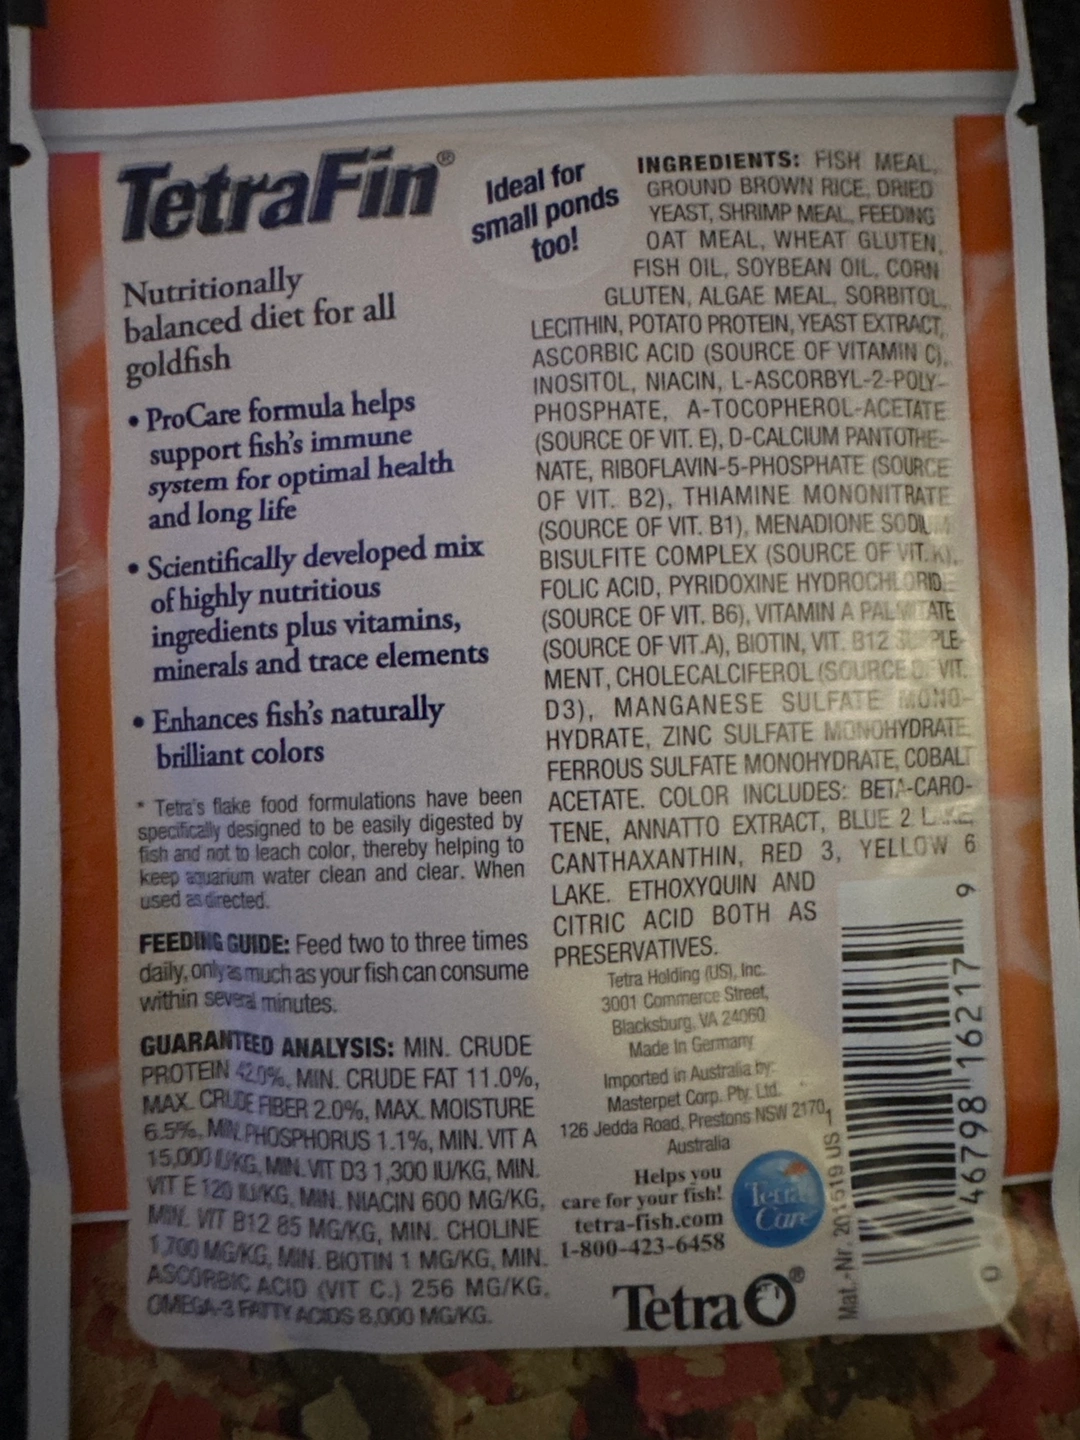 TetraFin®
Nutritionally
balanced diet for all
goldfish
• ProCare formula helps
support fish's immune
system for optimal health
and long life
• Scientifically developed mix
of highly nutritious
ingredients plus vitamins,
minerals and trace elements
• Enhances fish's naturally
brilliant colors
* Tetra's flake food formulations have been
specifically designed to be easily digested by
fish and not to leach color, thereby helping to
keep aquarium water clean and clear. When
used as directed.
FEEDING GUIDE: Feed two to three times
daily, only as much as your fish can consume
within several minutes.
GUARANTEED ANALYSIS: MIN. CRUDE
PROTEIN 42.0%, MIN. CRUDE FAT 11.0%,
MAX. CRUDE FIBER 2.0%, MAX. MOISTURE
6.5%, MIN. PHOSPHORUS 1.1%, MIN. VIT A
15,000 IU/KG, MIN. VIT D3 1,300 IU/KG, MIN.
VIT E 120 IU/KG, MIN. NIACIN 600 MG/KG,
MIN. VIT B12 85 MG/KG, MIN. CHOLINE
1,700 MG/KG, MIN. BIOTIN 1 MG/KG, MIN.
ASCORBIC ACID (VIT C.) 256 MG/KG,
OMEGA-3 FATTY ACIDS 8,000 MG/KG.
Ideal for
small ponds
too!
INGREDIENTS: FISH MEAL,
GROUND BROWN RICE, DRIED
YEAST, SHRIMP MEAL, FEEDING
OAT MEAL, WHEAT GLUTEN,
FISH OIL, SOYBEAN OIL, CORN
GLUTEN, ALGAE MEAL, SORBITOL,
LECITHIN, POTATO PROTEIN, YEAST EXTRACT,
ASCORBIC ACID (SOURCE OF VITAMIN C),
INOSITOL, NIACIN, L-ASCORBYL-2-POLY-
PHOSPHATE, A-TOCOPHEROL-ACETATE
(SOURCE OF VIT. E), D-CALCIUM PANTOTHE-
NATE, RIBOFLAVIN-5-PHOSPHATE (SOURCE
OF VIT. B2), THIAMINE MONONITRATE
(SOURCE OF VIT. B1), MENADIONE SODIUM
BISULFITE COMPLEX (SOURCE OF VIT. K),
FOLIC ACID, PYRIDOXINE HYDROCHLORIDE
(SOURCE OF VIT. B6), VITAMIN A PALMITATE
(SOURCE OF VIT.A), BIOTIN, VIT. B12 SUPPLE-
MENT, CHOLECALCIFEROL (SOURCE OF VIT.
D3), MANGANESE SULFATE MONO-
HYDRATE, ZINC SULFATE MONOHYDRATE,
FERROUS SULFATE MONOHYDRATE, COBALT
ACETATE. COLOR INCLUDES: BETA-CARO-
TENE, ANNATTO EXTRACT, BLUE 2 LAKE,
CANTHAXANTHIN, RED 3, YELLOW 6
LAKE. ETHOXYQUIN AND
CITRIC ACID BOTH AS
PRESERVATIVES.
Tetra Holding (US), Inc.
3001 Commerce Street,
Blacksburg, VA 24060
Made In Germany
Imported in Australia by:
Masterpet Corp. Pty. Ltd.
126 Jedda Road, Prestons NSW 2170,
Australia
Helps you
care for your fish!
tetra-fish.com
1-800-423-6458
Tetra
Care
Tetra®
Mat.-Nr. 201519 US
0 46798 16217 9